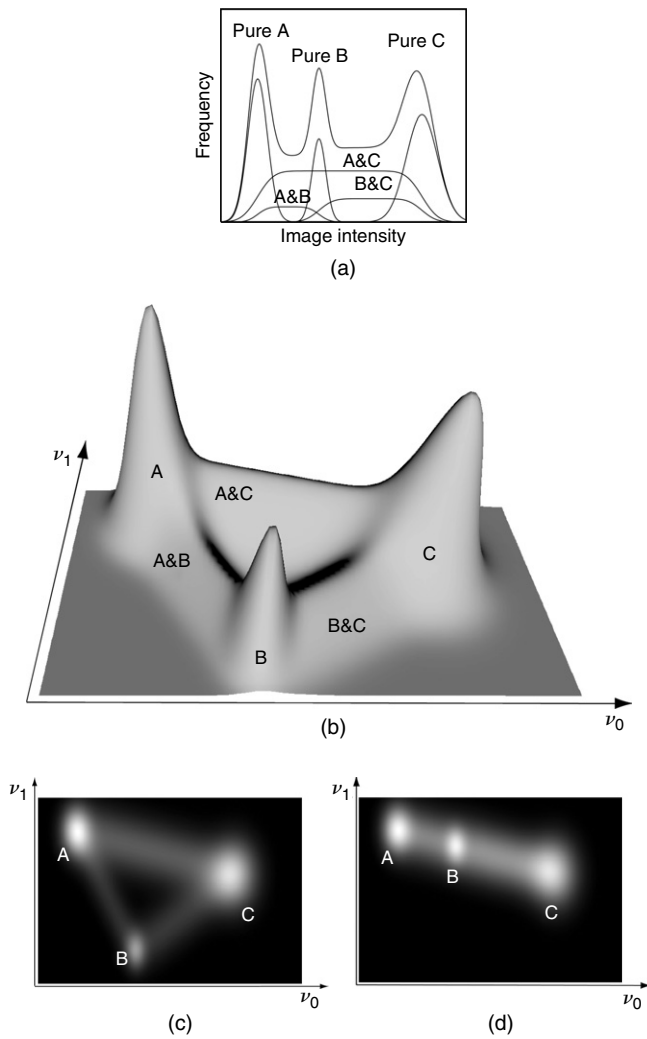 Pure A
Pure B
Pure C
Frequency
A&C
B&C
A&B
Image intensity
(a)
ν1
A
A&C
A&B
C
B&C
B
ν0
(b)
ν1
A
B
C
ν0
(c)
ν1
A
B
C
ν0
(d)